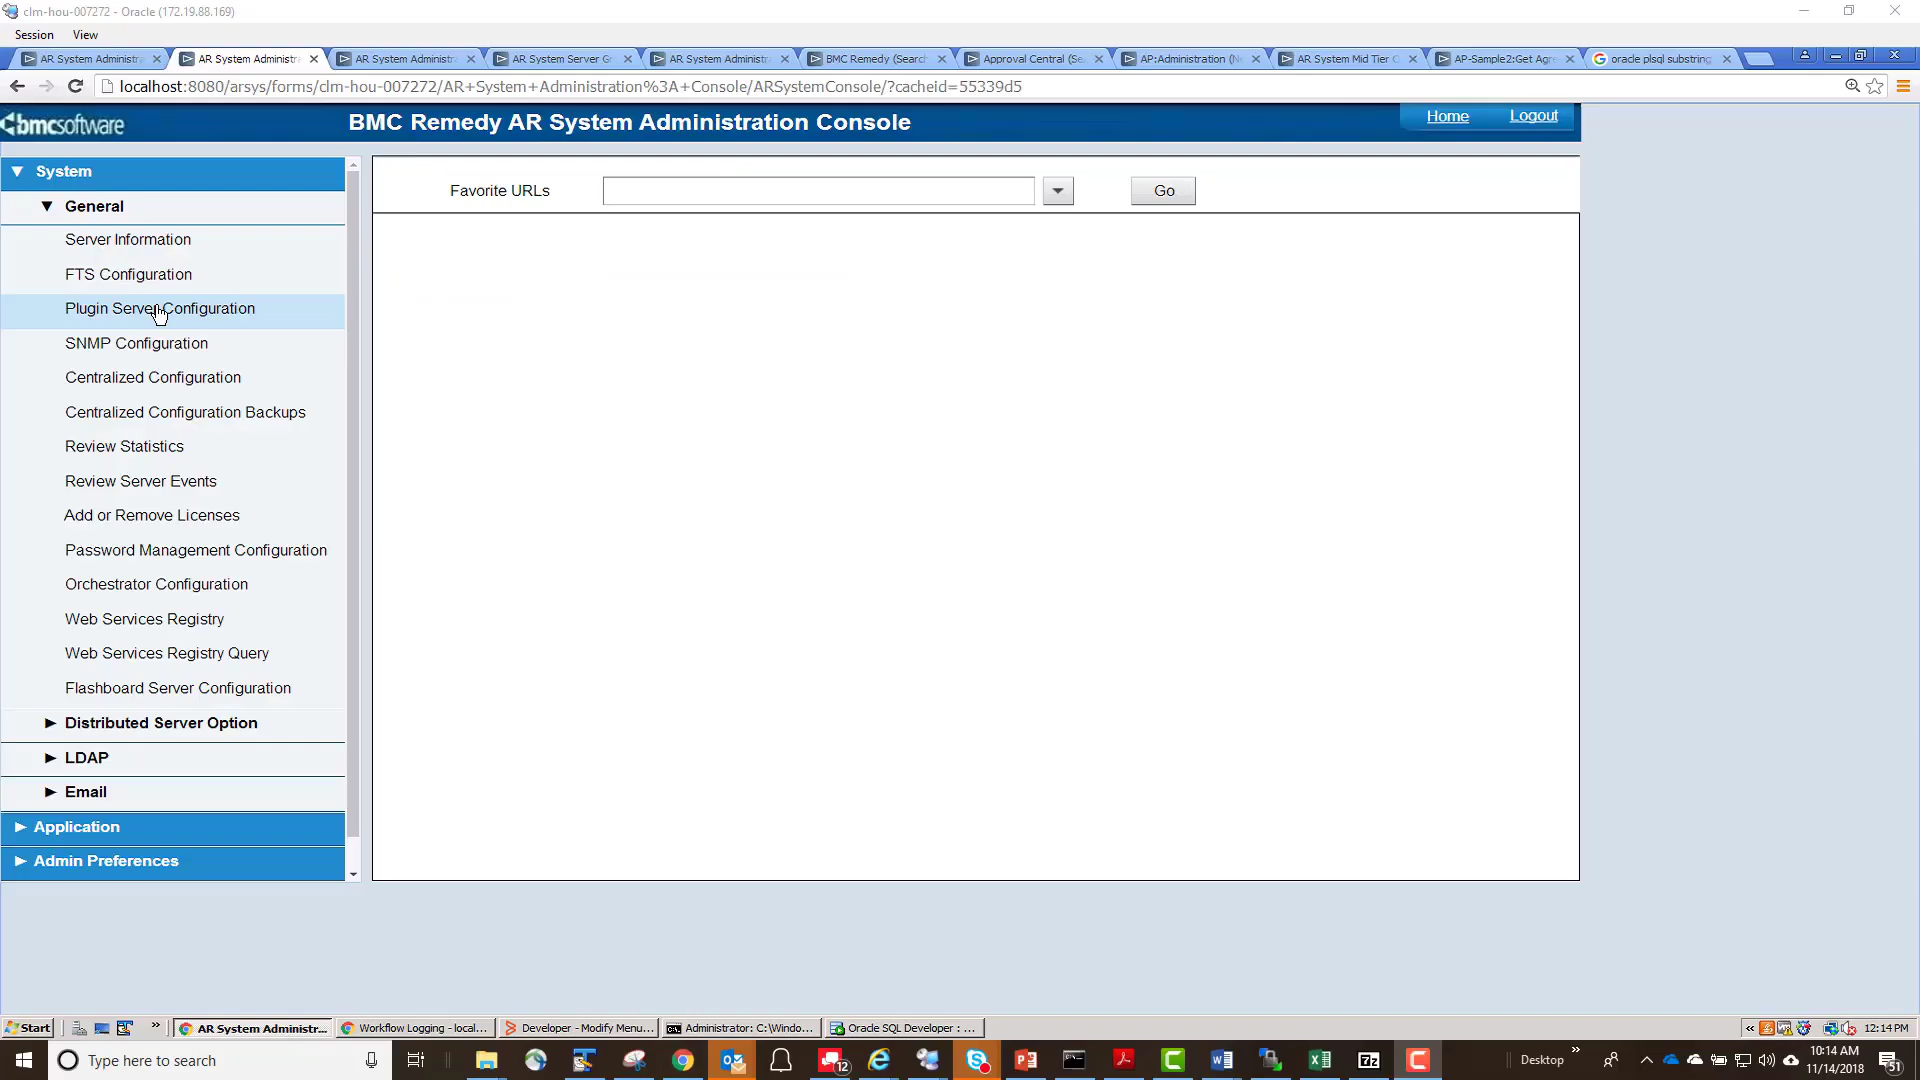 clm-hou-007272 - Oracle (172.19.88.169)
Session View
AR System Administra
AR System Administra
AR System Administra
AR System Server Gr
AR System Administra
BMC Remedy (Search
Approval Central (Se
AP:Administration (N
AR System Mid Tier C
AP-Sample2:Get Agre
oracle plsql substring
localhost:8080/arsys/forms/clm-hou-007272/AR+System+Administration%3A+Console/ARSystemConsole/?cacheid=55339d5
bmcsoftware
BMC Remedy AR System Administration Console
Home Logout
System
General
Server Information
FTS Configuration
Plugin Server Configuration
SNMP Configuration
Centralized Configuration
Centralized Configuration Backups
Review Statistics
Review Server Events
Add or Remove Licenses
Password Management Configuration
Orchestrator Configuration
Web Services Registry
Web Services Registry Query
Flashboard Server Configuration
Distributed Server Option
LDAP
Email
Application
Admin Preferences
Favorite URLs
Go
Start
AR System Administr...
Workflow Logging - local...
Developer - Modify Menu...
Administrator: C:\Windo...
Oracle SQL Developer : ...
12:14 PM
Type here to search
12
Desktop
10:14 AM
11/14/2018
51